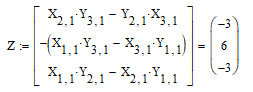 Z := [ X₂,₁·Y₃,₁ − Y₂,₁·X₃,₁
−(X₁,₁·Y₃,₁ − X₃,₁·Y₁,₁)
X₁,₁·Y₂,₁ − X₂,₁·Y₁,₁ ] = ( −3
6
−3 )